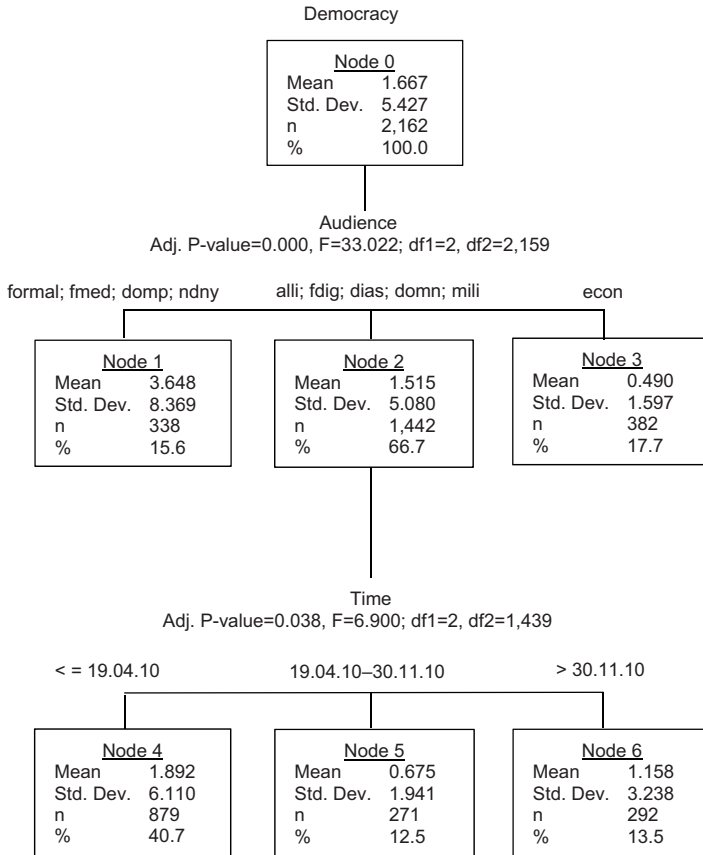 Democracy
Node 0
Mean 1.667
Std. Dev. 5.427
n 2,162
% 100.0
Audience
Adj. P-value=0.000, F=33.022; df1=2, df2=2,159
formal; fmed; domp; ndny
alli; fdig; dias; domn; mili
econ
Node 1
Mean 3.648
Std. Dev. 8.369
n 338
% 15.6
Node 2
Mean 1.515
Std. Dev. 5.080
n 1,442
% 66.7
Node 3
Mean 0.490
Std. Dev. 1.597
n 382
% 17.7
Time
Adj. P-value=0.038, F=6.900; df1=2, df2=1,439
< = 19.04.10
19.04.10–30.11.10
> 30.11.10
Node 4
Mean 1.892
Std. Dev. 6.110
n 879
% 40.7
Node 5
Mean 0.675
Std. Dev. 1.941
n 271
% 12.5
Node 6
Mean 1.158
Std. Dev. 3.238
n 292
% 13.5